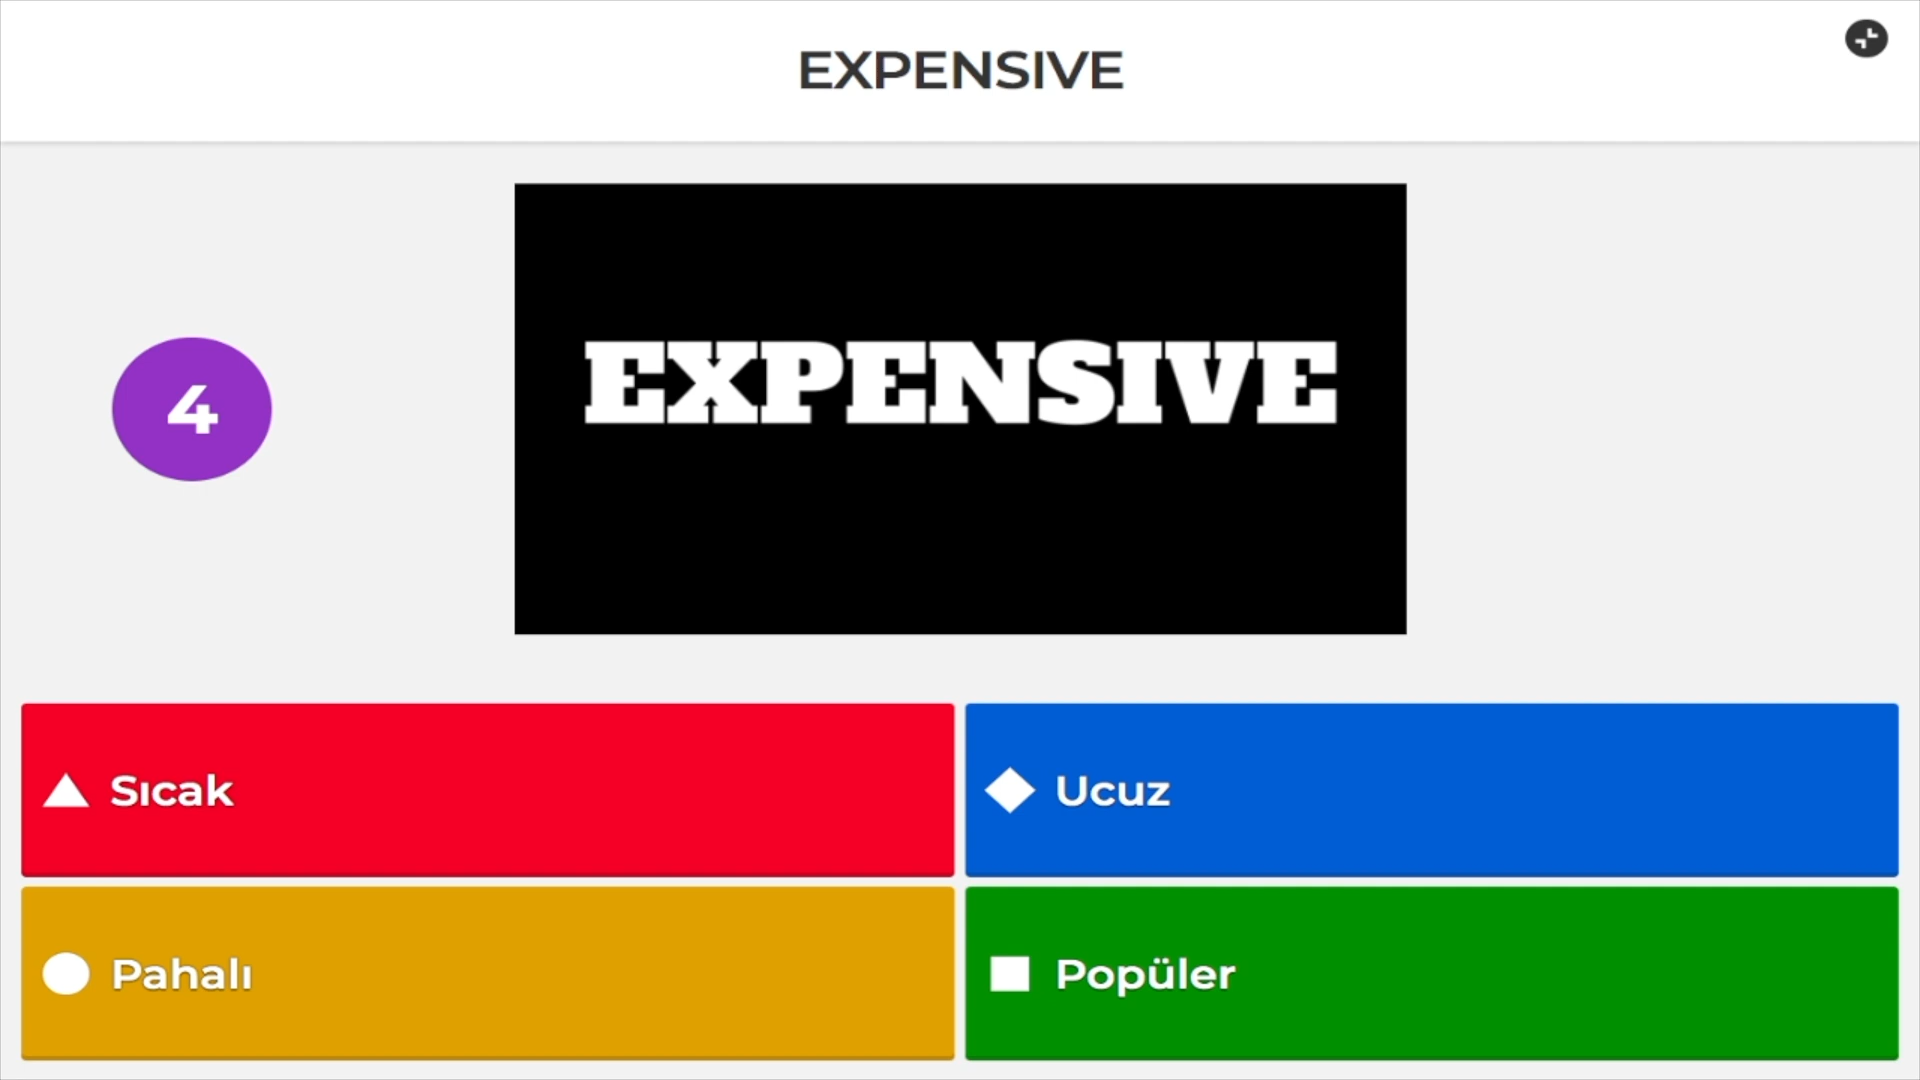 EXPENSIVE
EXPENSIVE
4
Sıcak
Ucuz
Pahalı
Popüler